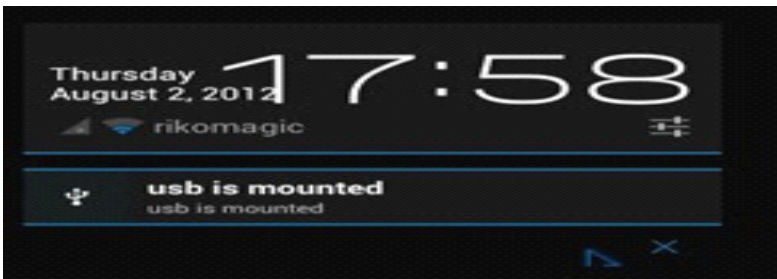 Thursday
August 2, 2012
17:58
rikomagic
usb is mounted
usb is mounted